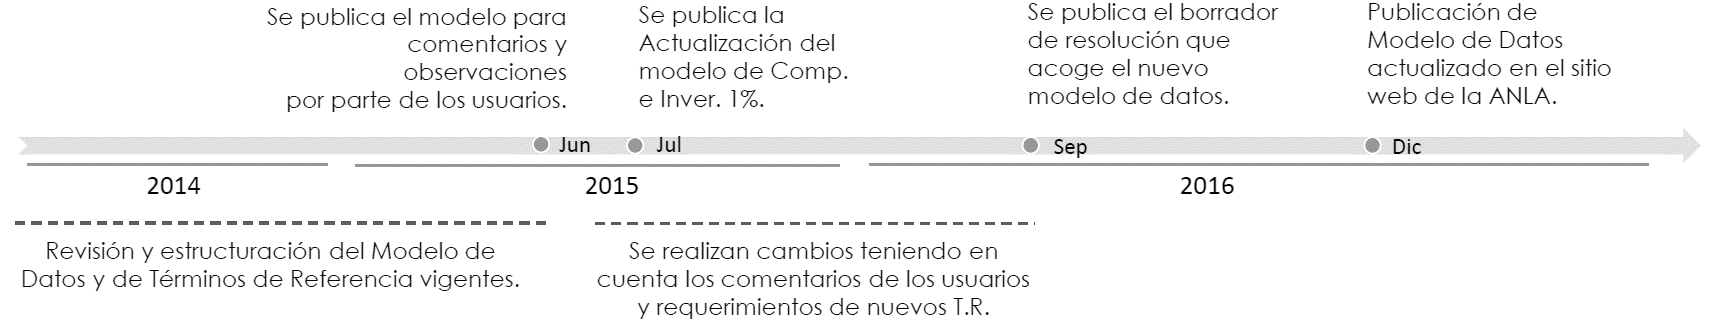 Se publica el modelo para
comentarios y
observaciones
por parte de los usuarios.
Se publica la
Actualización del
modelo de Comp.
e Inver. 1%.
Se publica el borrador
de resolución que
acoge el nuevo
modelo de datos.
Publicación de
Modelo de Datos
actualizado en el sitio
web de la ANLA.
Jun
Jul
Sep
Dic
2014
2015
2016
Revisión y estructuración del Modelo de
Datos y de Términos de Referencia vigentes.
Se realizan cambios teniendo en
cuenta los comentarios de los usuarios
y requerimientos de nuevos T.R.